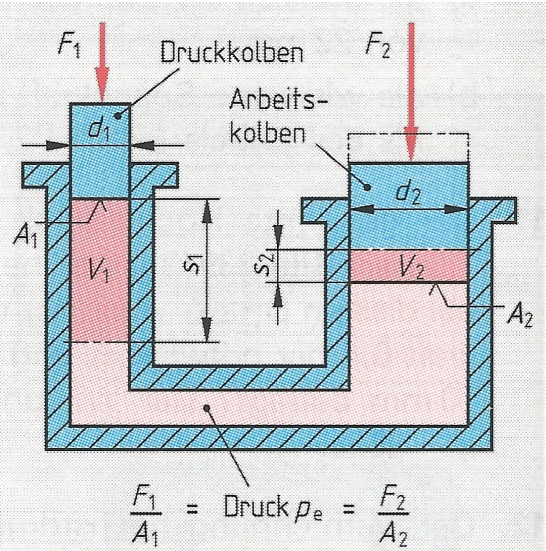 F1
Druckkolben
F2
Arbeits-
kolben
d1
d2
A1
V1
s1
s2
V2
A2
F1/A1 = Druck pe = F2/A2